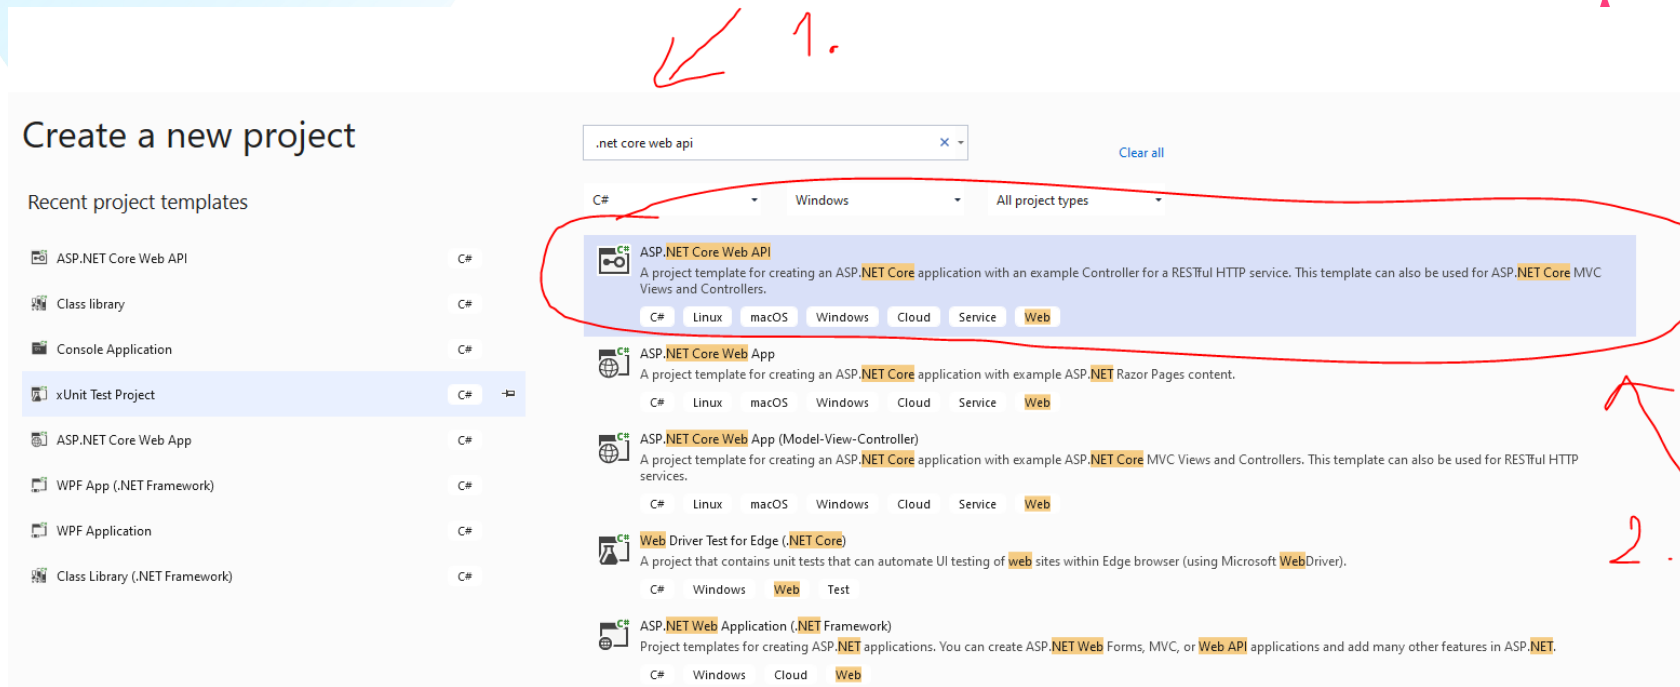 1.
Create a new project
Recent project templates
ASP.NET Core Web API C#
Class library C#
Console Application C#
xUnit Test Project C#
ASP.NET Core Web App C#
WPF App (.NET Framework) C#
WPF Application C#
Class Library (.NET Framework) C#
.net core web api
Clear all
C# Windows All project types
ASP.NET Core Web API
A project template for creating an ASP.NET Core application with an example Controller for a RESTful HTTP service. This template can also be used for ASP.NET Core MVC
Views and Controllers.
C# Linux macOS Windows Cloud Service Web
ASP.NET Core Web App
A project template for creating an ASP.NET Core application with example ASP.NET Razor Pages content.
C# Linux macOS Windows Cloud Service Web
ASP.NET Core Web App (Model-View-Controller)
A project template for creating an ASP.NET Core application with example ASP.NET Core MVC Views and Controllers. This template can also be used for RESTful HTTP
services.
C# Linux macOS Windows Cloud Service Web
Web Driver Test for Edge (.NET Core)
A project that contains unit tests that can automate UI testing of web sites within Edge browser (using Microsoft WebDriver).
C# Windows Web Test
ASP.NET Web Application (.NET Framework)
Project templates for creating ASP.NET applications. You can create ASP.NET Web Forms, MVC, or Web API applications and add many other features in ASP.NET.
C# Windows Cloud Web
2.